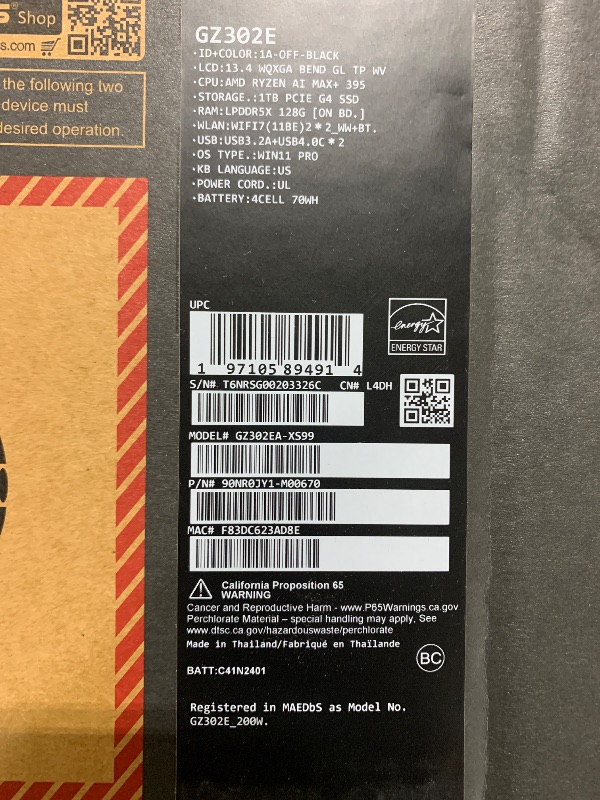 S Shop
s.com
the following two
device must
desired operation.
GZ302E
·ID+COLOR:1A-OFF-BLACK
·LCD:13.4 WQXGA BEND GL TP WV
·CPU:AMD RYZEN AI MAX+ 395
·STORAGE.:1TB PCIE G4 SSD
·RAM:LPDDR5X 128G [ON BD.]
·WLAN:WIFI7(11BE)2*2_WW+BT.
·USB:USB3.2A+USB4.0C*2
·OS TYPE.:WIN11 PRO
·KB LANGUAGE:US
·POWER CORD.:UL
·BATTERY:4CELL 70WH
UPC
1 97105 89491 4
energy
ENERGY STAR
S/N# T6NRSG00203326C CN# L4DH
MODEL# GZ302EA-XS99
P/N# 90NR0JY1-M00670
MAC# F83DC623AD8E
California Proposition 65
WARNING
Cancer and Reproductive Harm - www.P65Warnings.ca.gov
Perchlorate Material – special handling may apply, See
www.dtsc.ca.gov/hazardouswaste/perchlorate
Made in Thailand/Fabriqué en Thaïlande
BC
BATT:C41N2401
Registered in MAEDbS as Model No.
GZ302E_200W.